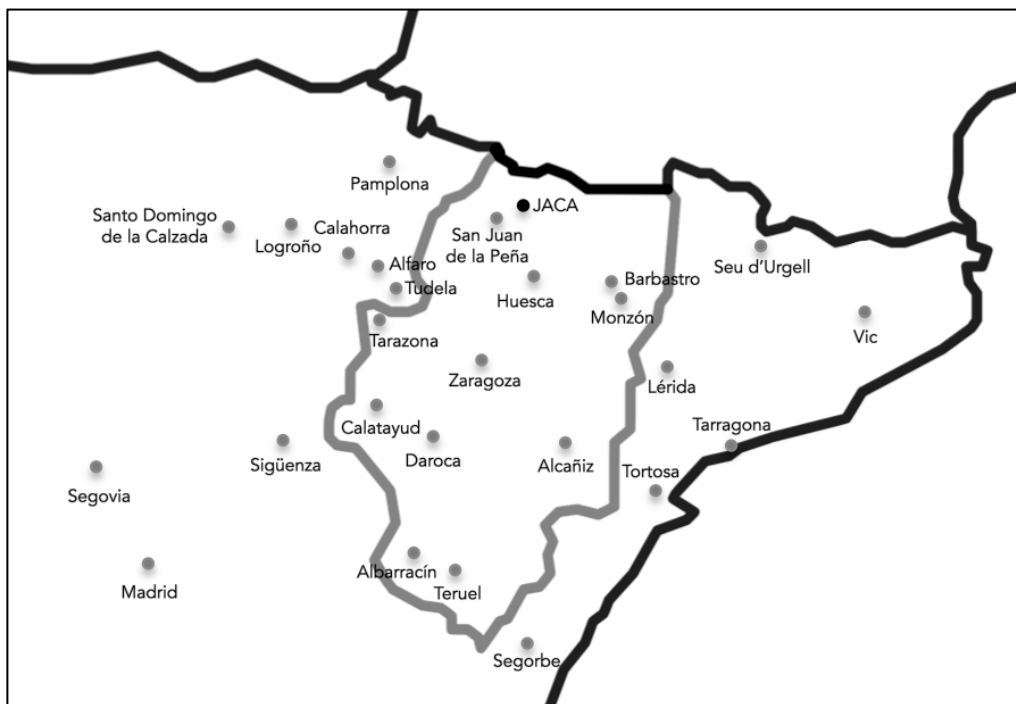 Pamplona
JACA
Santo Domingo
de la Calzada
Logroño
Calahorra
San Juan
de la Peña
Alfaro
Tudela
Seu d'Urgell
Huesca
Barbastro
Monzón
Vic
Tarazona
Zaragoza
Lérida
Calatayud
Tarragona
Sigüenza
Daroca
Alcañiz
Tortosa
Segovia
Albarracín
Teruel
Madrid
Segorbe